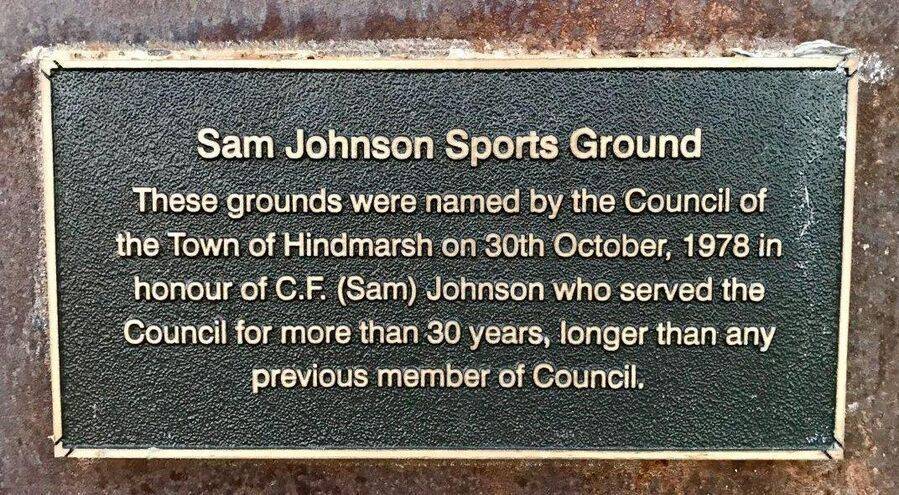 Sam Johnson Sports Ground
These grounds were named by the Council of
the Town of Hindmarsh on 30th October, 1978 in
honour of C.F. (Sam) Johnson who served the
Council for more than 30 years, longer than any
previous member of Council.